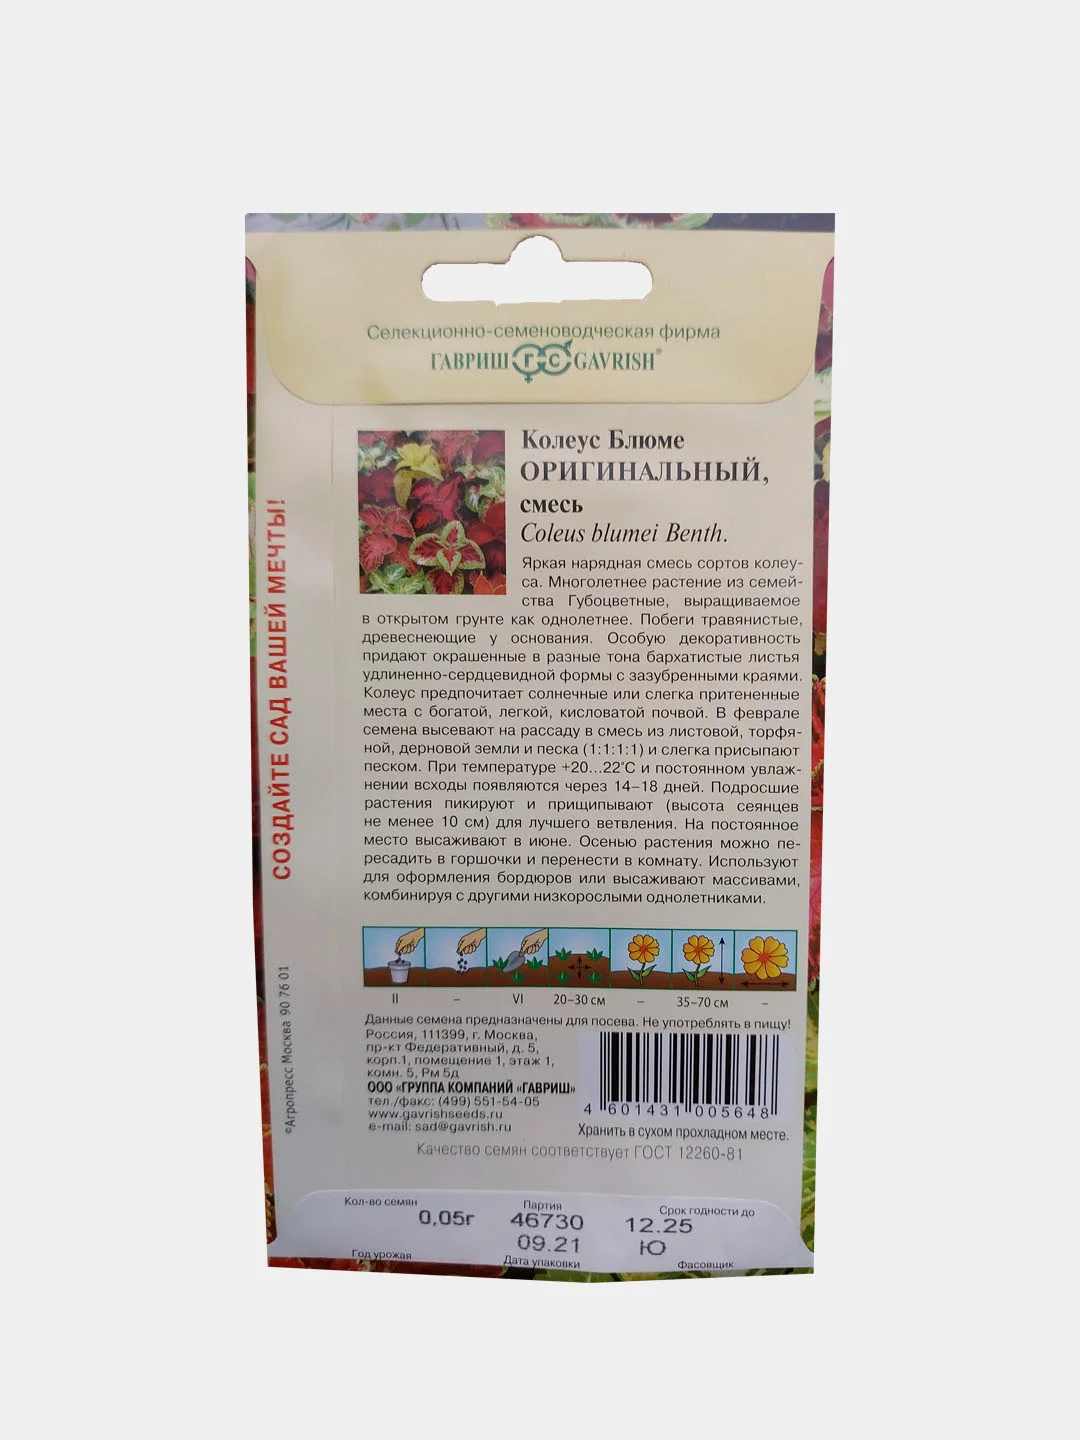 Селекционно-семеноводческая фирма
ГАВРИШ ГС GAVRISH®
СОЗДАЙТЕ САД ВАШЕЙ МЕЧТЫ!
Колеус Блюме
ОРИГИНАЛЬНЫЙ,
смесь
Coleus blumei Benth.
Яркая нарядная смесь сортов колеу-
са. Многолетнее растение из семей-
ства Губоцветные, выращиваемое
в открытом грунте как однолетнее. Побеги травянистые,
древеснеющие у основания. Особую декоративность
придают окрашенные в разные тона бархатистые листья
удлиненно-сердцевидной формы с зазубренными краями.
Колеус предпочитает солнечные или слегка притененные
места с богатой, легкой, кисловатой почвой. В феврале
семена высевают на рассаду в смесь из листовой, торфя-
ной, дерновой земли и песка (1:1:1:1) и слегка присыпают
песком. При температуре +20...22°С и постоянном увлаж-
нении всходы появляются через 14–18 дней. Подросшие
растения пикируют и прищипывают (высота сеянцев
не менее 10 см) для лучшего ветвления. На постоянное
место высаживают в июне. Осенью растения можно пе-
ресадить в горшочки и перенести в комнату. Используют
для оформления бордюров или высаживают массивами,
комбинируя с другими низкорослыми однолетниками.
II – VI 20–30 см – 35–70 см –
Данные семена предназначены для посева. Не употреблять в пищу!
Россия, 111399, г. Москва,
пр-кт Федеративный, д. 5,
корп.1, помещение 1, этаж 1,
комн. 5, Рм 5д
ООО «ГРУППА КОМПАНИЙ «ГАВРИШ»
тел./факс: (499) 551-54-05
www.gavrishseeds.ru
e-mail: sad@gavrish.ru
4 601431 005648
Хранить в сухом прохладном месте.
Качество семян соответствует ГОСТ 12260-81
©Агропресс Москва 90 76 01
Кол-во семян Партия Срок годности до
0,05г 46730 12.25
09.21 Ю
Год урожая Дата упаковки Фасовщик